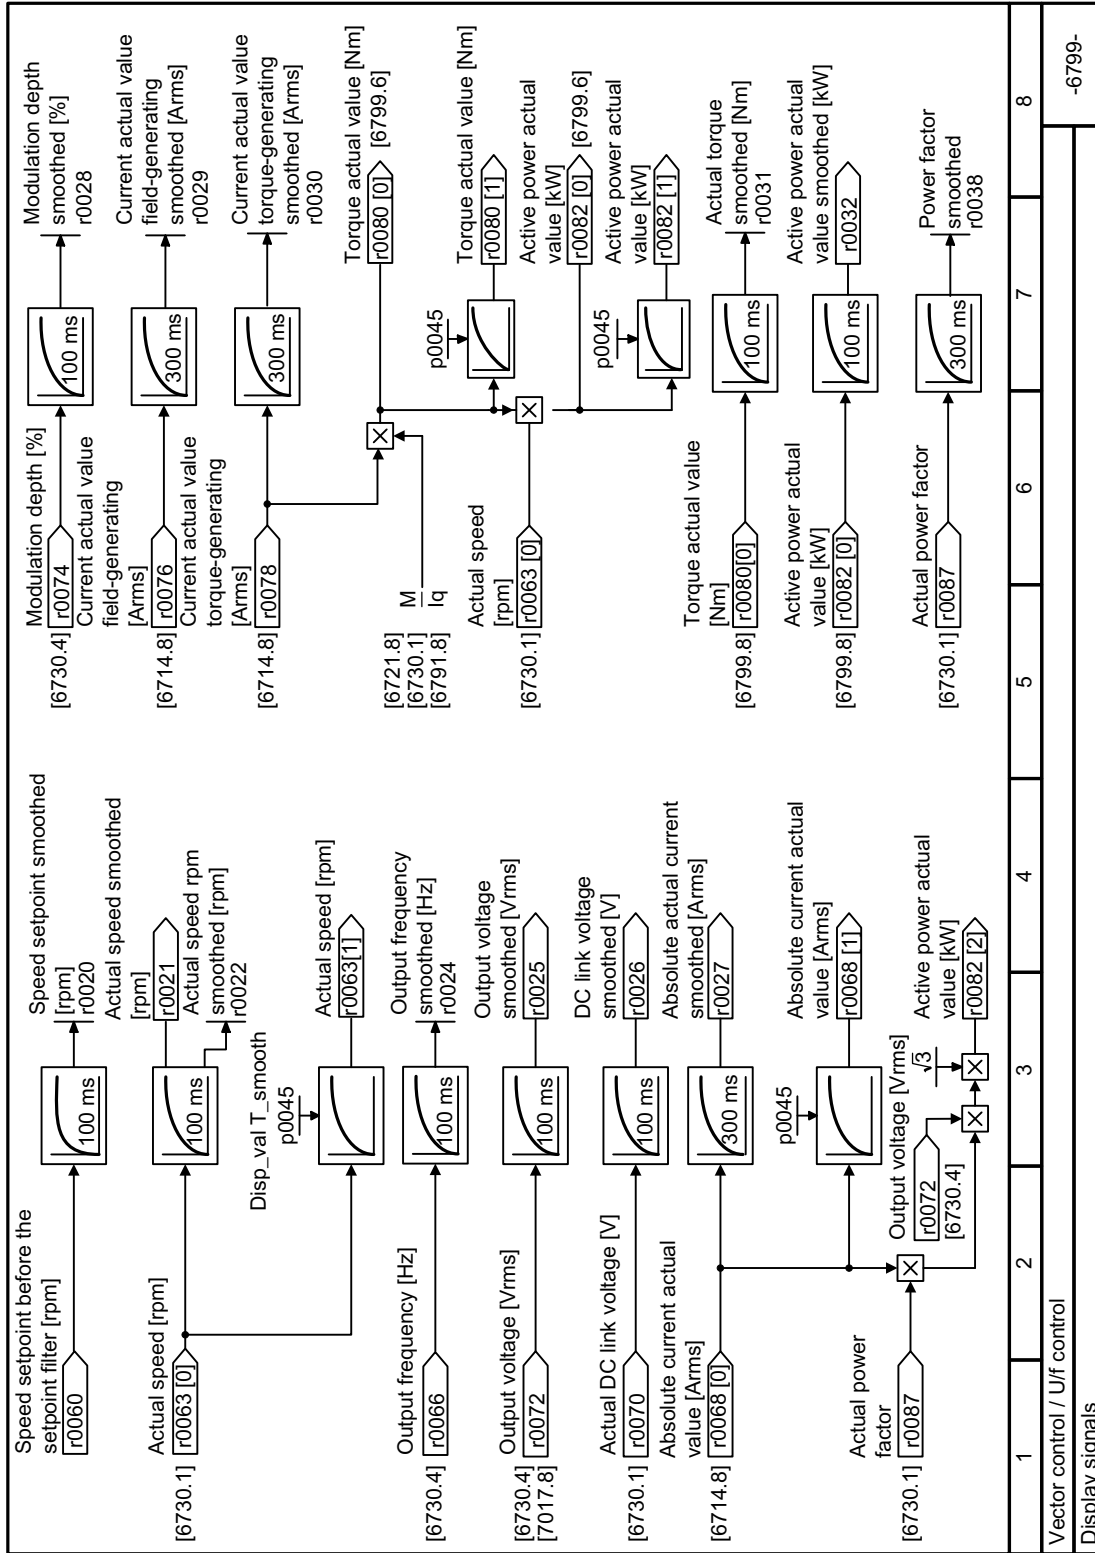 Speed setpoint before the
setpoint filter [rpm]
r0060
100 ms
Speed setpoint smoothed
[rpm]
r0020
Actual speed [rpm]
[6730.1]
r0063 [0]
100 ms
Actual speed smoothed
[rpm]
r0021
Actual speed rpm
smoothed [rpm]
r0022
Disp_val T_smooth
p0045
Actual speed [rpm]
r0063[1]
Output frequency [Hz]
[6730.4]
r0066
100 ms
Output frequency
smoothed [Hz]
r0024
Output voltage [Vrms]
[6730.4]
[7017.8]
r0072
100 ms
Output voltage
smoothed [Vrms]
r0025
Actual DC link voltage [V]
[6730.1]
r0070
100 ms
DC link voltage
smoothed [V]
r0026
Absolute current actual
value [Arms]
[6714.8]
r0068 [0]
300 ms
Absolute actual current
smoothed [Arms]
r0027
p0045
Absolute current actual
value [Arms]
r0068 [1]
Actual power
factor
[6730.1]
r0087
Output voltage [Vrms]
r0072
[6730.4]
√3
Active power actual
value [kW]
r0082 [2]
Modulation depth [%]
[6730.4]
r0074
100 ms
Modulation depth
smoothed [%]
r0028
Current actual value
field-generating
[Arms]
[6714.8]
r0076
300 ms
Current actual value
field-generating
smoothed [Arms]
r0029
Current actual value
torque-generating
[Arms]
[6714.8]
r0078
300 ms
Current actual value
torque-generating
smoothed [Arms]
r0030
[6721.8]
[6730.1]
[6791.8]
M
Iq
Torque actual value [Nm]
r0080 [0]
[6799.6]
p0045
Torque actual value [Nm]
r0080 [1]
Actual speed
[rpm]
[6730.1]
r0063 [0]
Active power actual
value [kW]
r0082 [0]
[6799.6]
p0045
Active power actual
value [kW]
r0082 [1]
Torque actual value
[Nm]
[6799.8]
r0080[0]
100 ms
Actual torque
smoothed [Nm]
r0031
Active power actual
value [kW]
[6799.8]
r0082 [0]
100 ms
Active power actual
value smoothed [kW]
r0032
Actual power factor
[6730.1]
r0087
300 ms
Power factor
smoothed
r0038
1
2
3
4
5
6
7
8
Vector control / U/f control
Display signals
-6799-